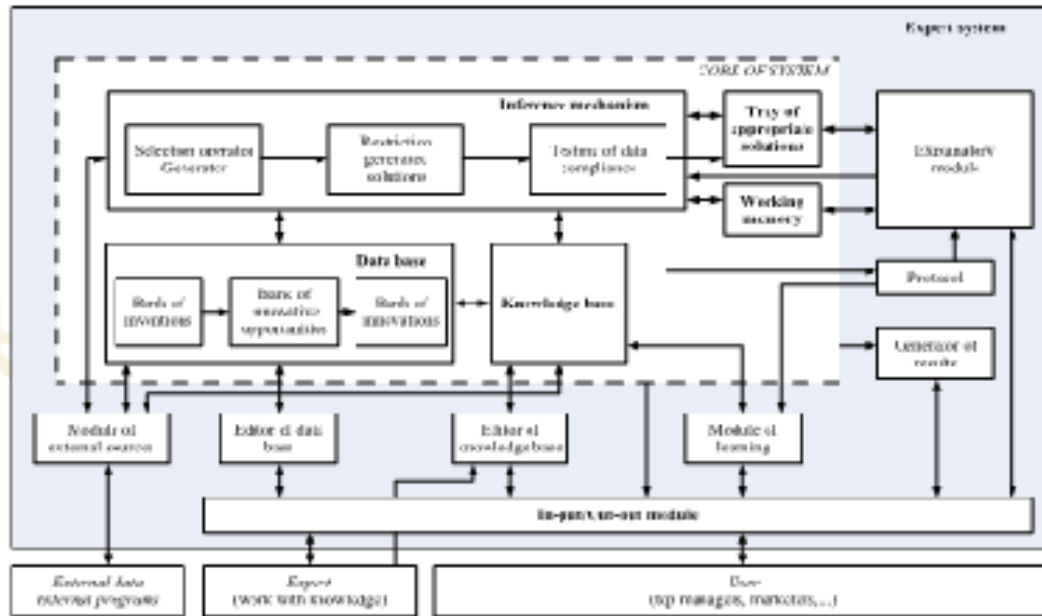 Expert system
CORE OF SYSTEM
Inference mechanism
Selection operator
Generator
Restriction
generated
solutions
Testing of data
compliance
Tray of
appropriate
solutions
Explanatory
module
Working
memory
Data base
Bank of
inventions
Bank of
innovative
opportunities
Bank of
innovations
Knowledge base
Protocol
Generator of
results
Module of
external sources
Editor of data
base
Editor of
knowledge base
Module of
learning
In-put/Out-out module
External data
external programs
Expert
(work with knowledge)
User
(top managers, marketers,...)